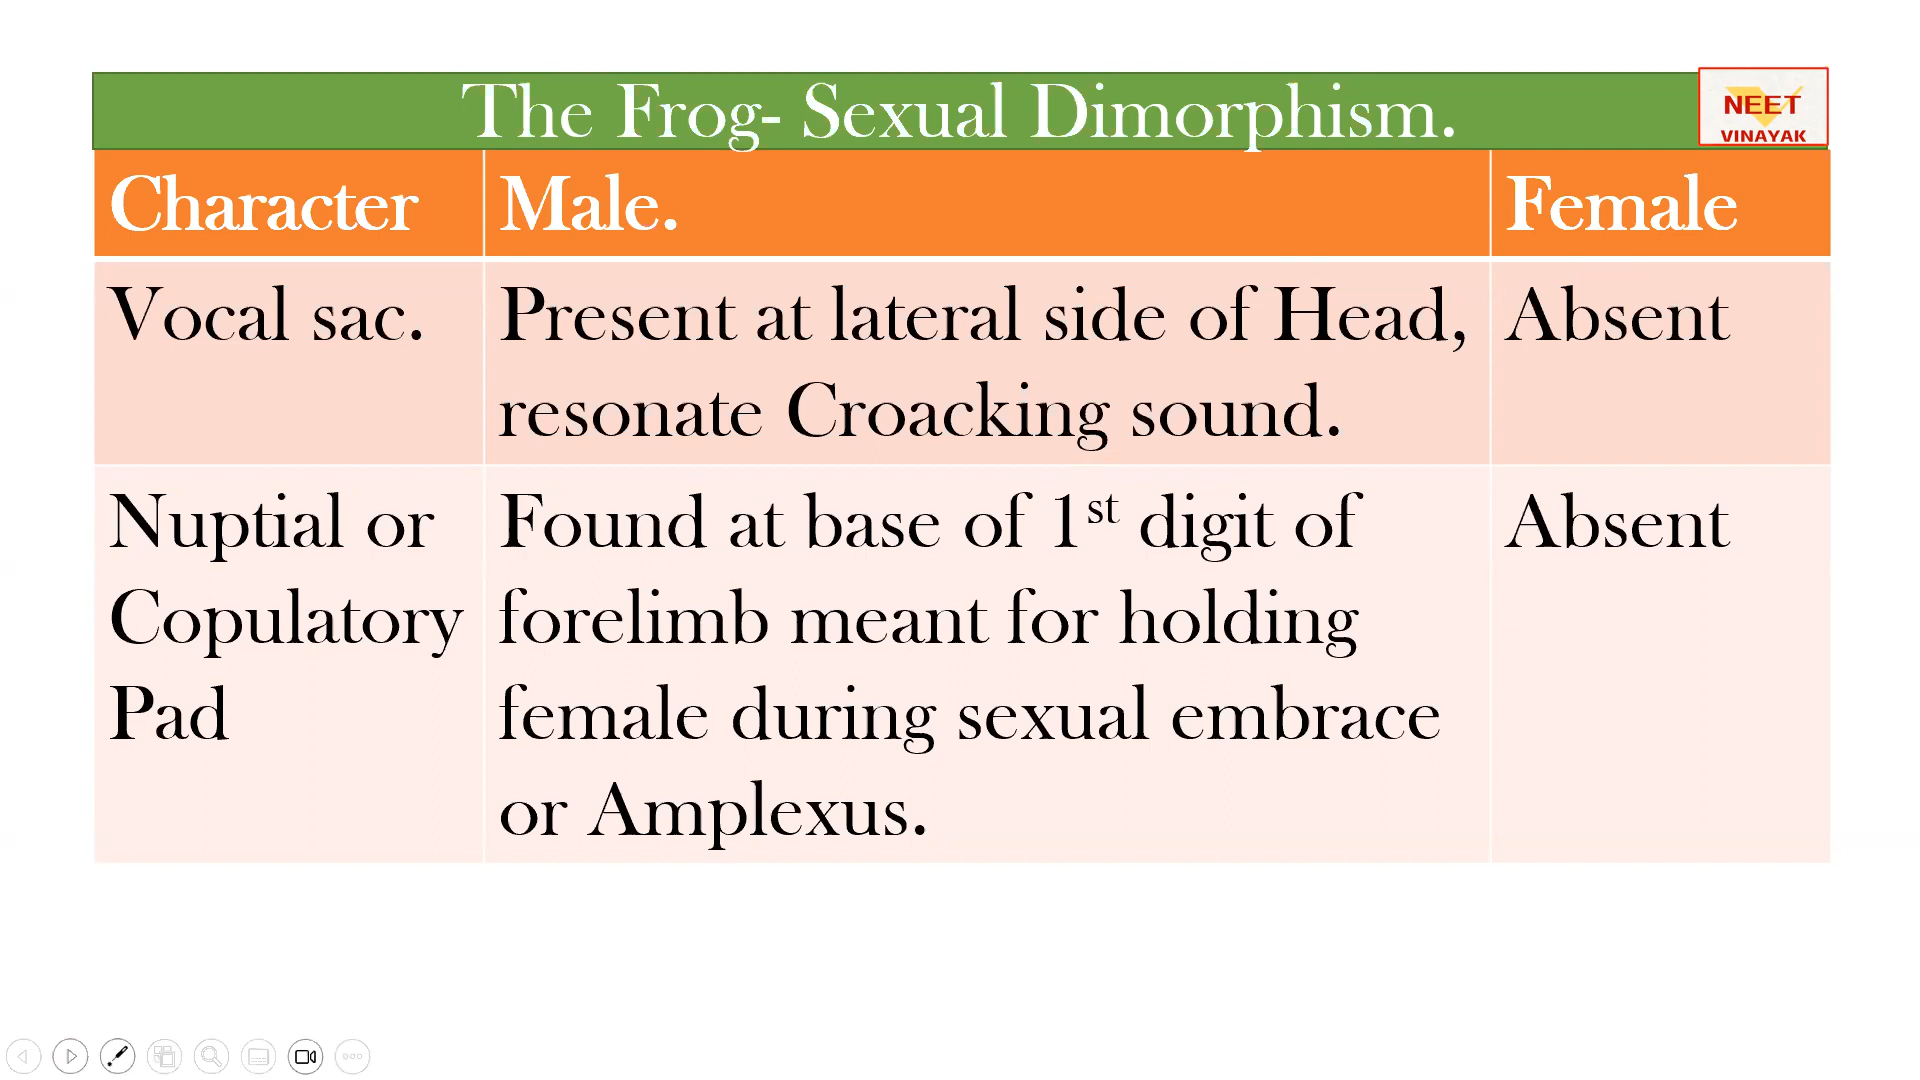 The Frog- Sexual Dimorphism.
NEET
VINAYAK
Character Male. Female
Vocal sac. Present at lateral side of Head, Absent
resonate Croacking sound.
Nuptial or Found at base of 1st digit of Absent
Copulatory forelimb meant for holding
Pad female during sexual embrace
or Amplexus.